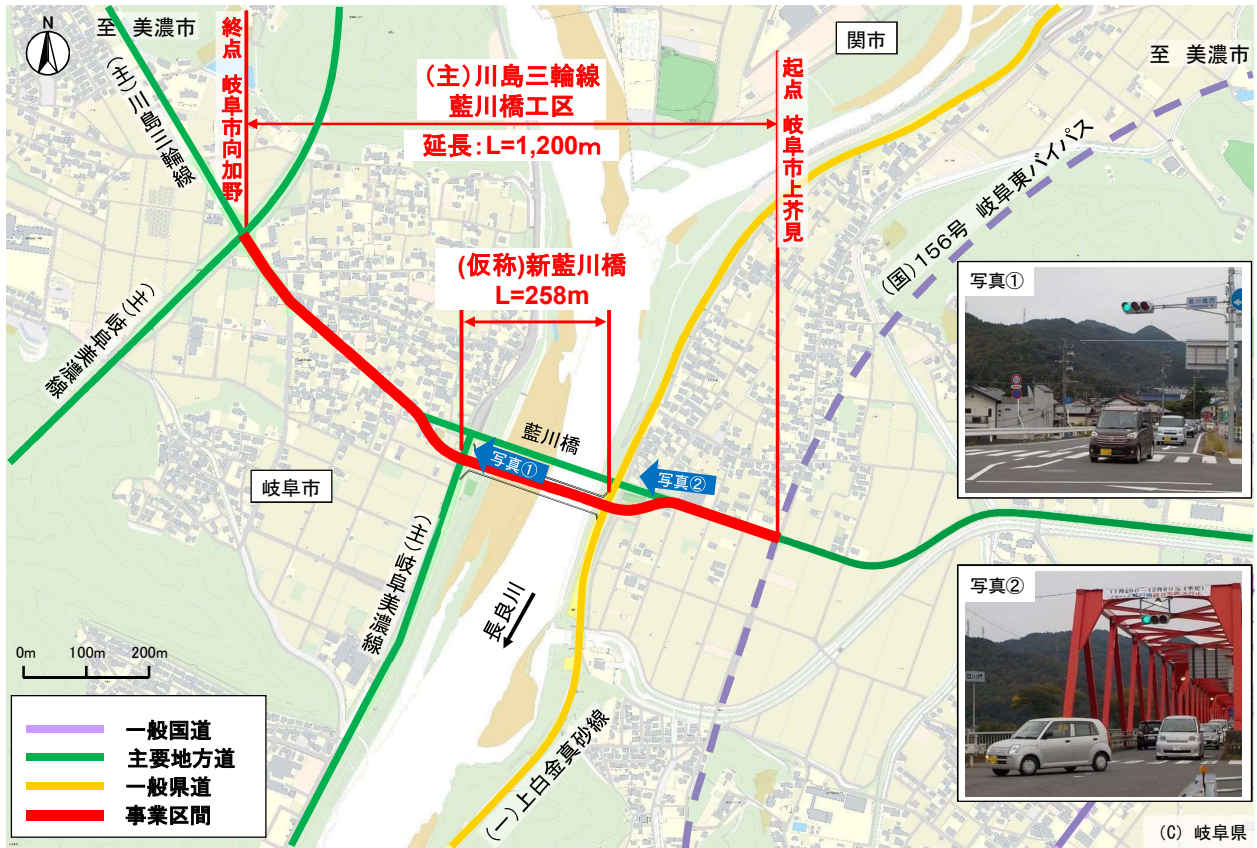 N
至 美濃市
(主)川島三輪線
終点 岐阜市向加野
(主)川島三輪線
藍川橋工区
延長:L=1,200m
関市
起点 岐阜市上芥見
至 美濃市
(国)156号 岐阜東バイパス
(仮称)新藍川橋
L=258m
(主)岐阜美濃線
藍川橋
写真①
写真②
岐阜市
(主)岐阜美濃線
長良川
(一)上白金真砂線
0m 100m 200m
一般国道
主要地方道
一般県道
事業区間
写真①
藍川橋西
写真②
(C) 岐阜県